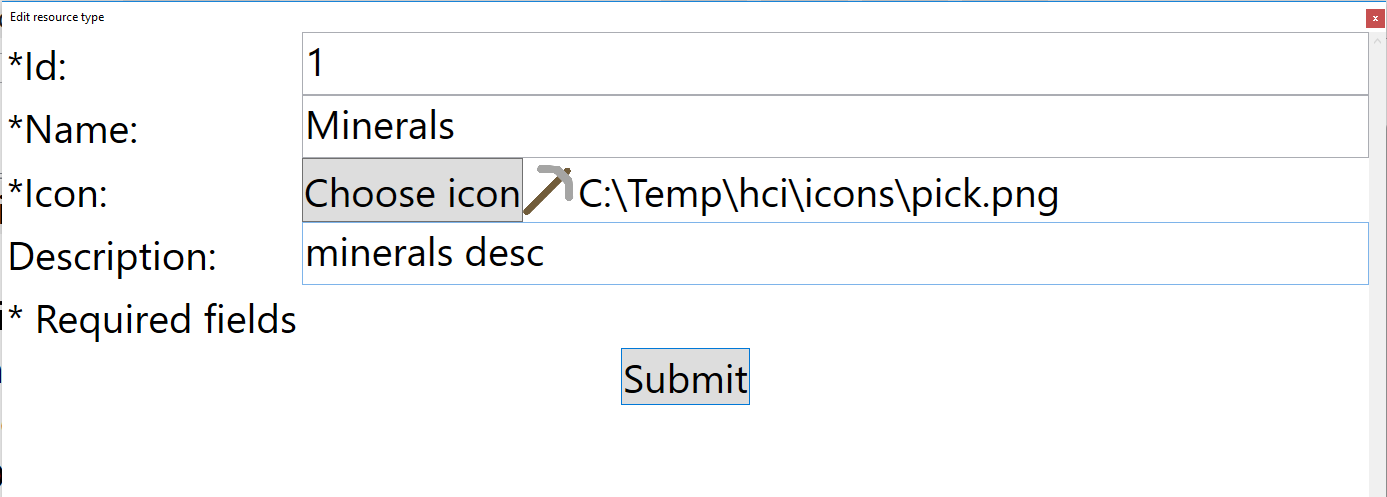 Edit resource type
x
*Id: 1
*Name: Minerals
*Icon: Choose icon C:\Temp\hci\icons\pick.png
Description: minerals desc
* Required fields
Submit